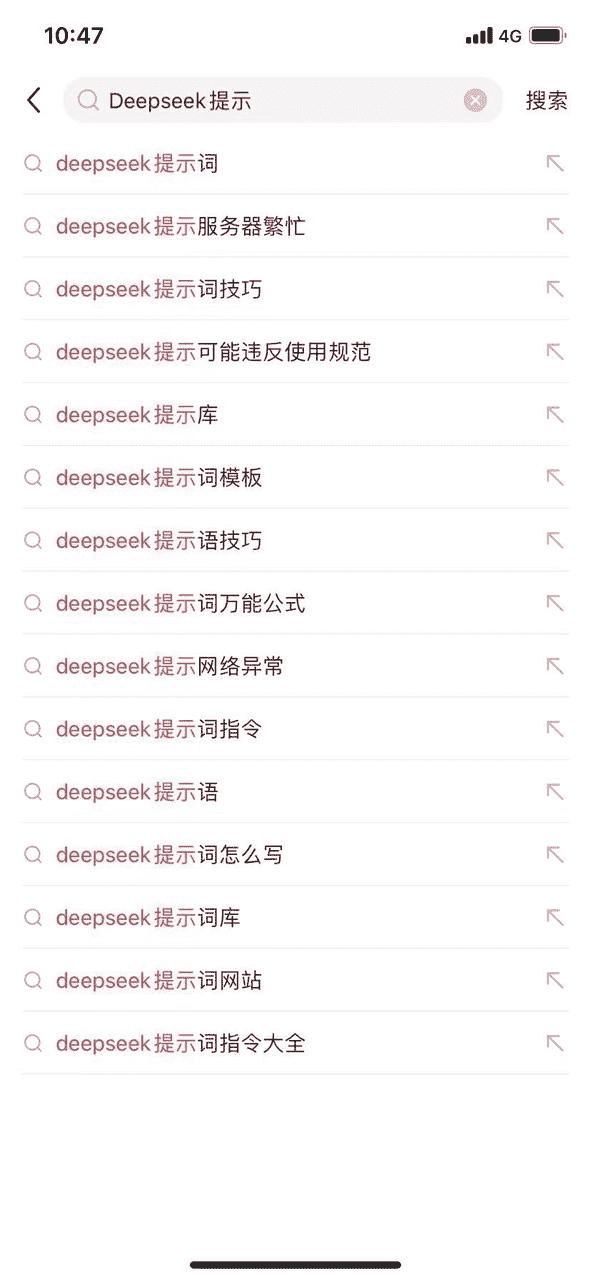 10:47 4G
Deepseek提示 搜索
deepseek提示词
deepseek提示服务器繁忙
deepseek提示词技巧
deepseek提示可能违反使用规范
deepseek提示库
deepseek提示词模板
deepseek提示语技巧
deepseek提示词万能公式
deepseek提示网络异常
deepseek提示词指令
deepseek提示语
deepseek提示词怎么写
deepseek提示词库
deepseek提示词网站
deepseek提示词指令大全